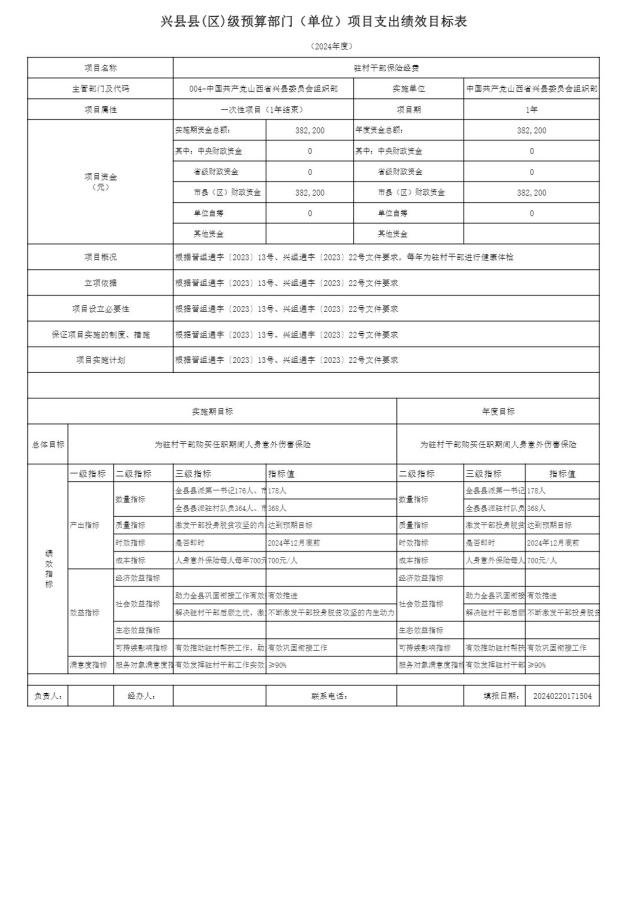 兴县县(区)级预算部门（单位）项目支出绩效目标表
（2024年度）
项目名称 驻村干部保险经费
主管部门及代码 004-中国共产党山西省兴县委员会组织部 实施单位 中国共产党山西省兴县委员会组织部
项目属性 一次性项目（1年结束） 项目期 1年
项目资金（元） 实施期资金总额： 382,200 年度资金总额： 382,200
其中：中央财政资金 0 其中：中央财政资金 0
省级财政资金 0 省级财政资金 0
市县（区）财政资金 382,200 市县（区）财政资金 382,200
单位自筹 0 单位自筹 0
其他资金 其他资金
项目概况 根据晋组通字〔2023〕13号、兴组通字〔2023〕22号文件要求，每年为驻村干部进行健康体检
立项依据 根据晋组通字〔2023〕13号、兴组通字〔2023〕22号文件要求
项目设立必要性 根据晋组通字〔2023〕13号、兴组通字〔2023〕22号文件要求
保证项目实施的制度、措施 根据晋组通字〔2023〕13号、兴组通字〔2023〕22号文件要求
项目实施计划 根据晋组通字〔2023〕13号、兴组通字〔2023〕22号文件要求
实施期目标 年度目标
总体目标 为驻村干部购买任职期间人身意外伤害保险 为驻村干部购买任职期间人身意外伤害保险
绩效指标 一级指标 二级指标 三级指标 指标值 二级指标 三级指标 指标值
产出指标 数量指标 全县县派第一书记176人、市 178人 数量指标 全县县派第一书记 178人
全县县派驻村队员364人、市 368人 全县县派驻村队员 368人
质量指标 激发干部投身脱贫攻坚的内 达到预期目标 质量指标 激发干部投身脱贫 达到预期目标
时效指标 是否即时 2024年12月底前 时效指标 是否即时 2024年12月底前
成本指标 人身意外保险每人每年700元 700元/人 成本指标 人身意外保险每人 700元/人
效益指标 经济效益指标 经济效益指标
社会效益指标 助力全县巩固衔接工作有效 有效推进 社会效益指标 助力全县巩固衔接 有效推进
解决驻村干部后顾之忧，激 不断激发干部投身脱贫攻坚的内生动力 解决驻村干部后顾 不断激发干部投身脱贫
生态效益指标 生态效益指标
可持续影响指标 有效推动驻村帮扶工作，助 有效巩固衔接工作 可持续影响指标 有效推动驻村帮扶 有效巩固衔接工作
满意度指标 服务对象满意度指 有效发挥驻村干部工作实效 ≥90% 服务对象满意度指标 有效发挥驻村干部 ≥90%
负责人： 经办人： 联系电话： 填报日期： 20240220171504